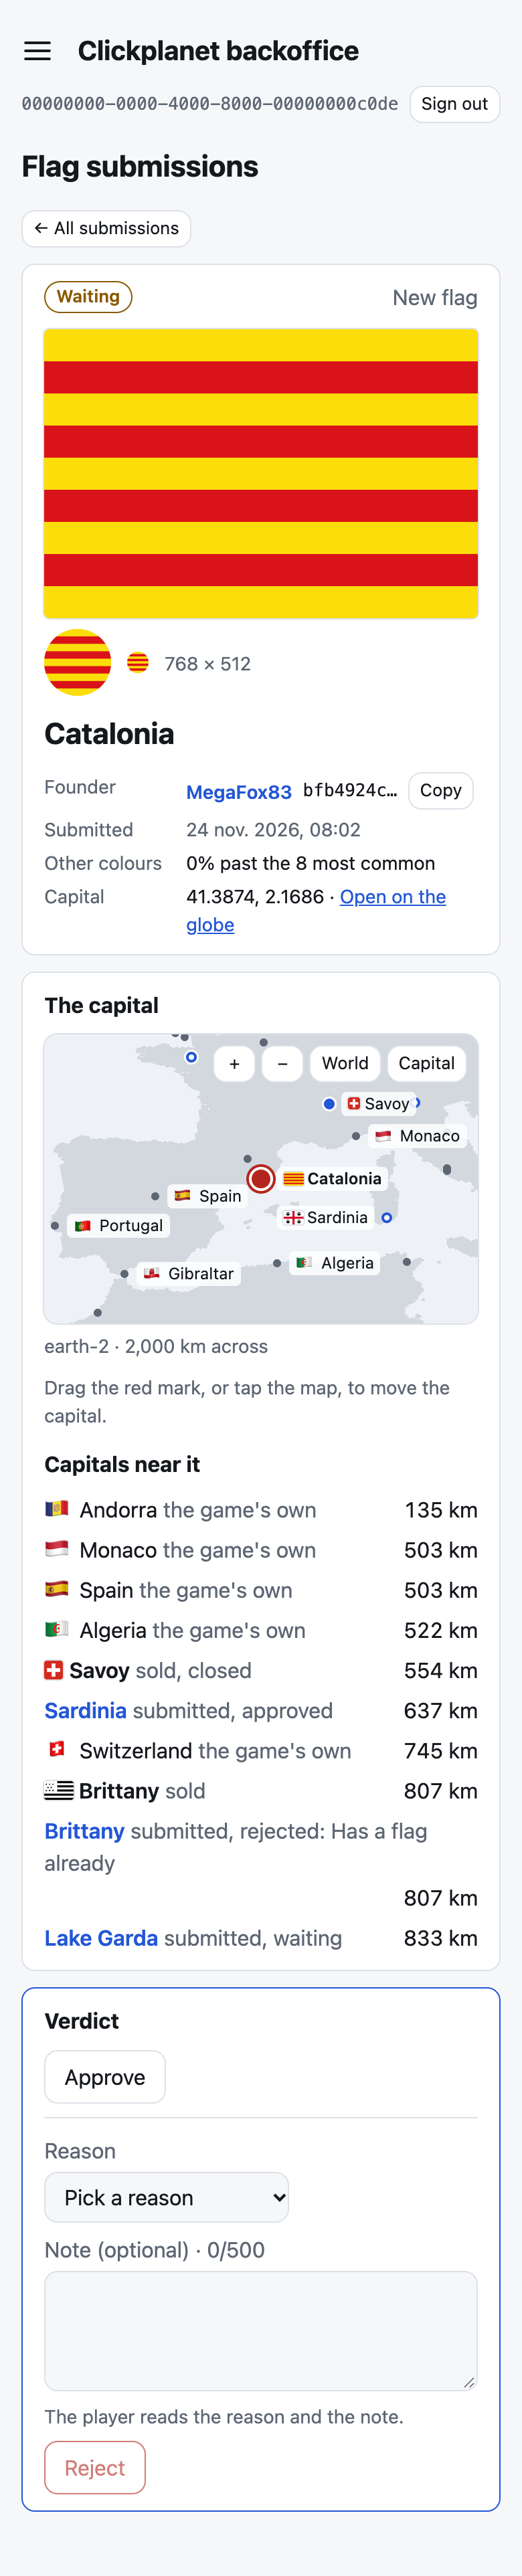 Clickplanet backoffice
00000000-0000-4000-8000-00000000c0de
Sign out
Flag submissions
← All submissions
Waiting
New flag
768 × 512
Catalonia
Founder
MegaFox83 bfb4924c…
Copy
Submitted
24 nov. 2026, 08:02
Other colours
0% past the 8 most common
Capital
41.3874, 2.1686 · Open on the
globe
The capital
+
−
World
Capital
Savoy
Monaco
Catalonia
Spain
Sardinia
Portugal
Algeria
Gibraltar
earth-2 · 2,000 km across
Drag the red mark, or tap the map, to move the
capital.
Capitals near it
Andorra the game's own 135 km
Monaco the game's own 503 km
Spain the game's own 503 km
Algeria the game's own 522 km
Savoy sold, closed 554 km
Sardinia submitted, approved 637 km
Switzerland the game's own 745 km
Brittany sold 807 km
Brittany submitted, rejected: Has a flag
already
807 km
Lake Garda submitted, waiting 833 km
Verdict
Approve
Reason
Pick a reason
Note (optional) · 0/500
The player reads the reason and the note.
Reject